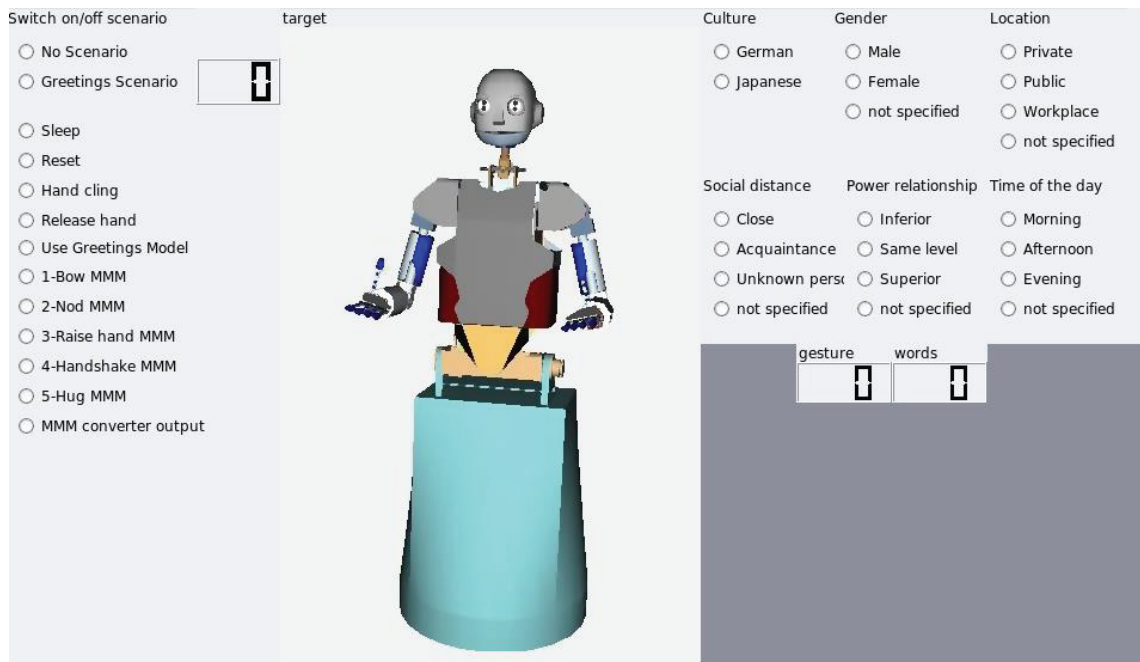 Switch on/off scenario
No Scenario
Greetings Scenario
0
Sleep
Reset
Hand cling
Release hand
Use Greetings Model
1-Bow MMM
2-Nod MMM
3-Raise hand MMM
4-Handshake MMM
5-Hug MMM
MMM converter output
target
Culture
German
Japanese
Gender
Male
Female
not specified
Location
Private
Public
Workplace
not specified
Social distance
Close
Acquaintance
Unknown perso
not specified
Power relationship
Inferior
Same level
Superior
not specified
Time of the day
Morning
Afternoon
Evening
not specified
gesture
0
words
0